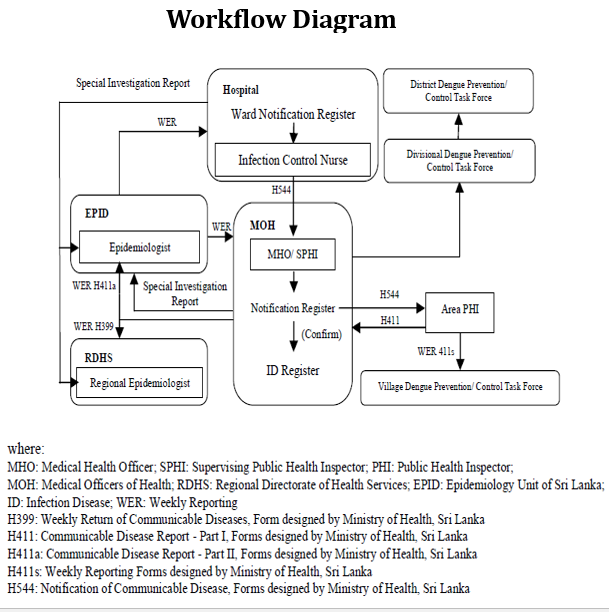 Workflow Diagram
Special Investigation Report
Hospital
Ward Notification Register
Infection Control Nurse
District Dengue Prevention/
Control Task Force
Divisional Dengue Prevention/
Control Task Force
WER
H544
EPID
Epidemiologist
WER
MOH
MHO/ SPHI
WER H411a
Special Investigation
Report
Notification Register
H544
H411
Area PHI
WER H399
(Confirm)
WER 411s
RDHS
Regional Epidemiologist
ID Register
Village Dengue Prevention/ Control Task Force
where:
MHO: Medical Health Officer; SPHI: Supervising Public Health Inspector; PHI: Public Health Inspector;
MOH: Medical Officers of Health; RDHS: Regional Directorate of Health Services; EPID: Epidemiology Unit of Sri Lanka;
ID: Infection Disease; WER: Weekly Reporting
H399: Weekly Return of Communicable Diseases, Form designed by Ministry of Health, Sri Lanka
H411: Communicable Disease Report - Part I, Forms designed by Ministry of Health, Sri Lanka
H411a: Communicable Disease Report - Part II, Forms designed by Ministry of Health, Sri Lanka
H411s: Weekly Reporting Forms designed by Ministry of Health, Sri Lanka
H544: Notification of Communicable Disease, Forms designed by Ministry of Health, Sri Lanka